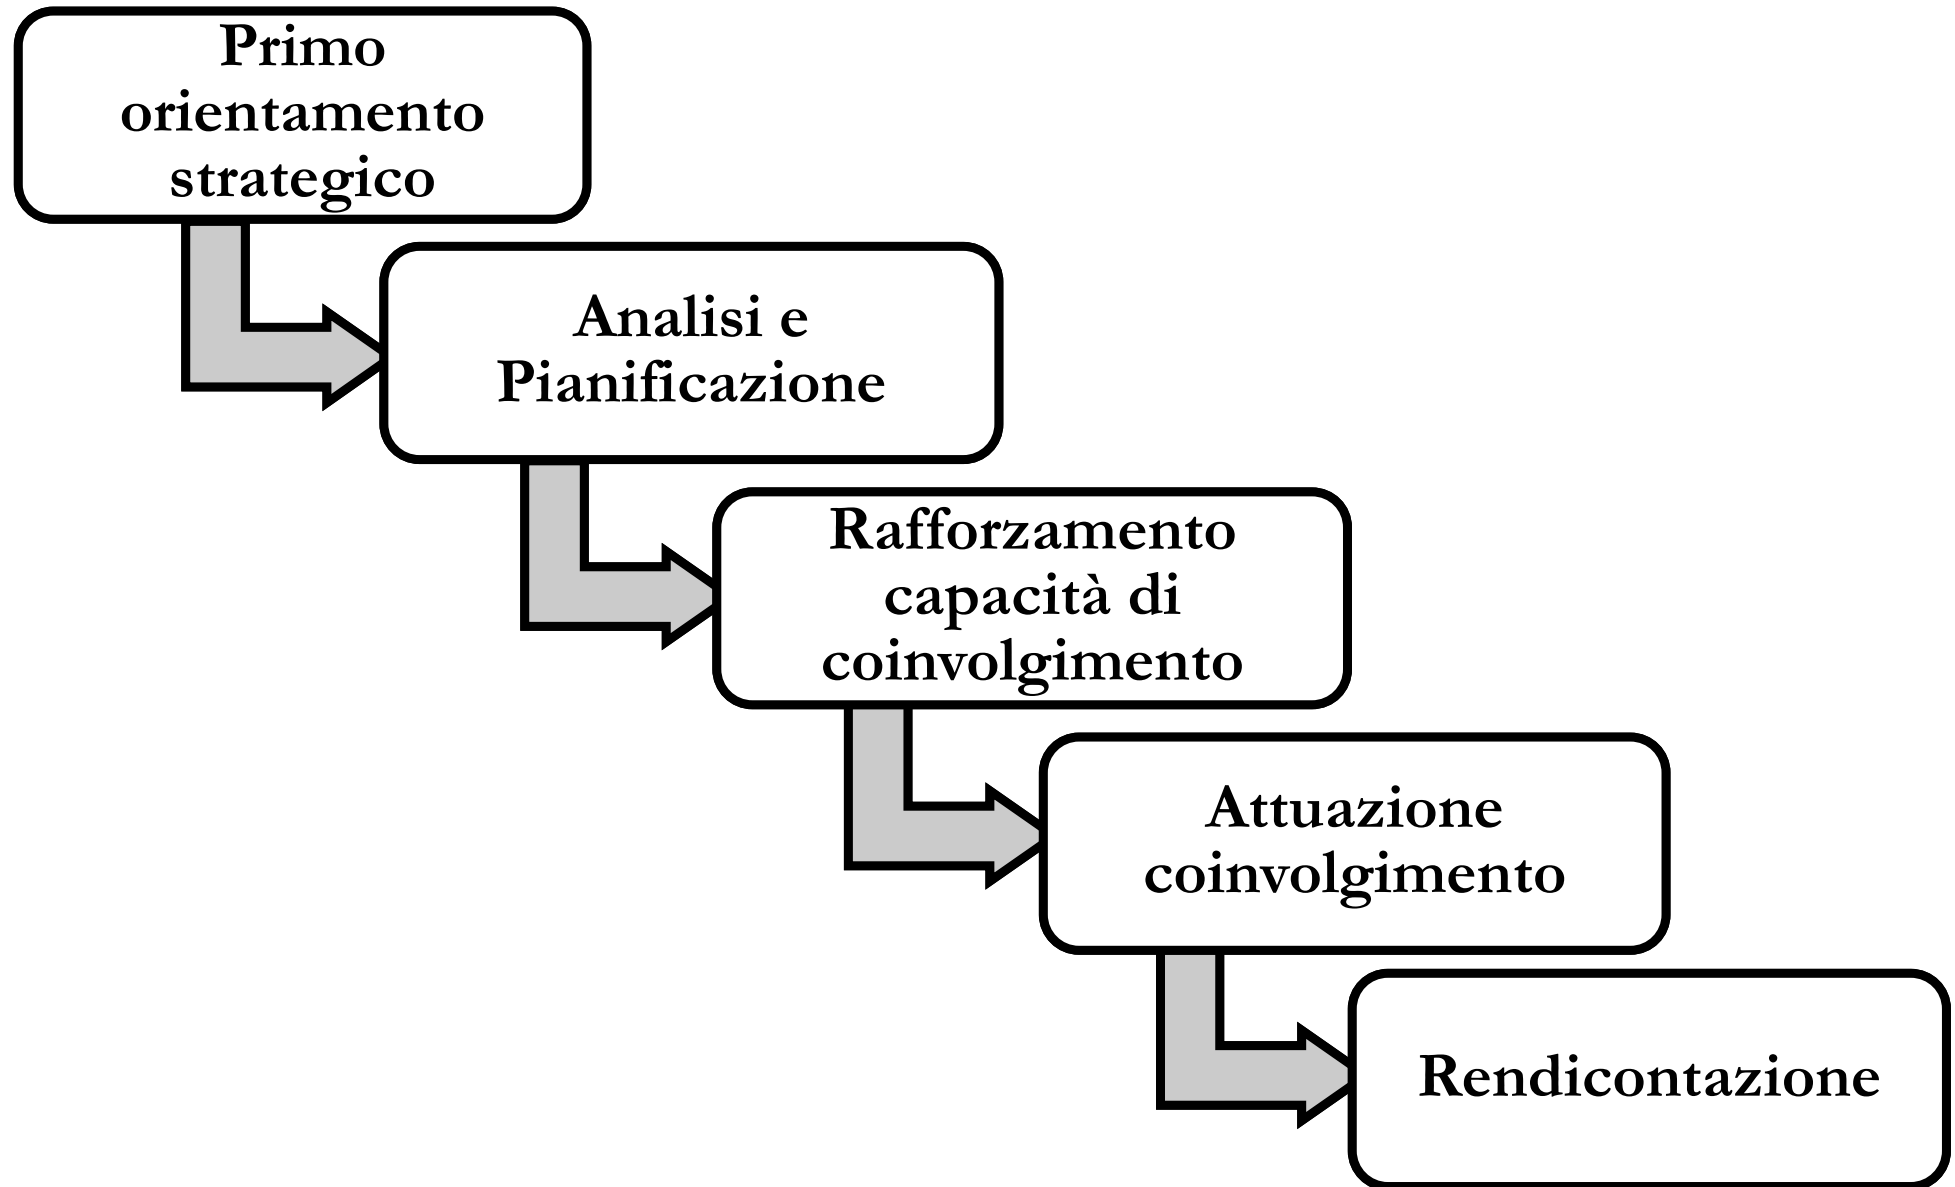 Primo
orientamento
strategico
Analisi e
Pianificazione
Rafforzamento
capacità di
coinvolgimento
Attuazione
coinvolgimento
Rendicontazione